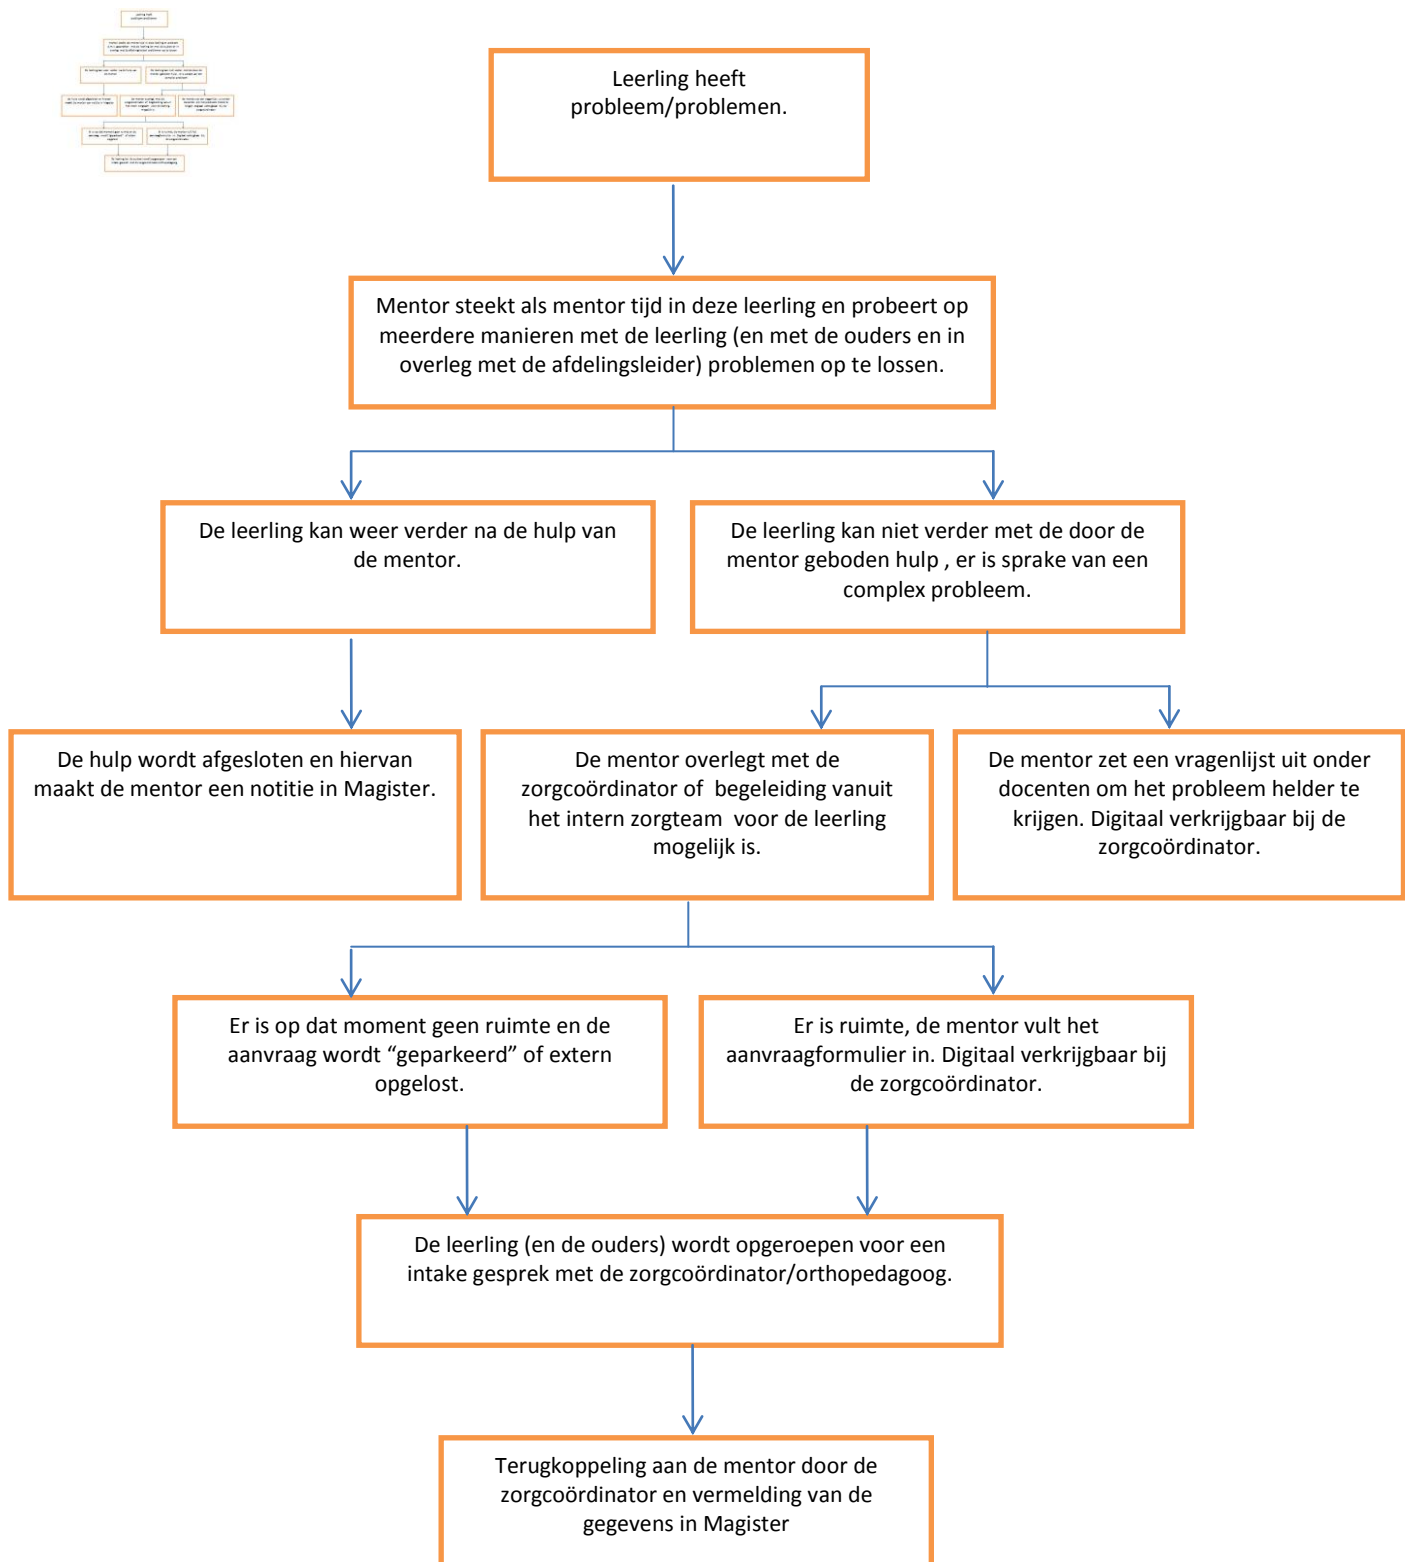 Leerling heeft
probleem/problemen.
Mentor steekt als mentor tijd in deze leerling en probeert op
meerdere manieren met de leerling (en met de ouders en in
overleg met de afdelingsleider) problemen op te lossen.
De leerling kan weer verder na de hulp van
de mentor.
De leerling kan niet verder met de door de
mentor geboden hulp , er is sprake van een
complex probleem.
De hulp wordt afgesloten en hiervan
maakt de mentor een notitie in Magister.
De mentor overlegt met de
zorgcoördinator of  begeleiding vanuit
het intern zorgteam  voor de leerling
mogelijk is.
De mentor zet een vragenlijst uit onder
docenten om het probleem helder te
krijgen. Digitaal verkrijgbaar bij de
zorgcoördinator.
Er is op dat moment geen ruimte en de
aanvraag wordt “geparkeerd” of extern
opgelost.
Er is ruimte, de mentor vult het
aanvraagformulier in. Digitaal verkrijgbaar bij
de zorgcoördinator.
De leerling (en de ouders) wordt opgeroepen voor een
intake gesprek met de zorgcoördinator/orthopedagoog.
Terugkoppeling aan de mentor door de
zorgcoördinator en vermelding van de
gegevens in Magister